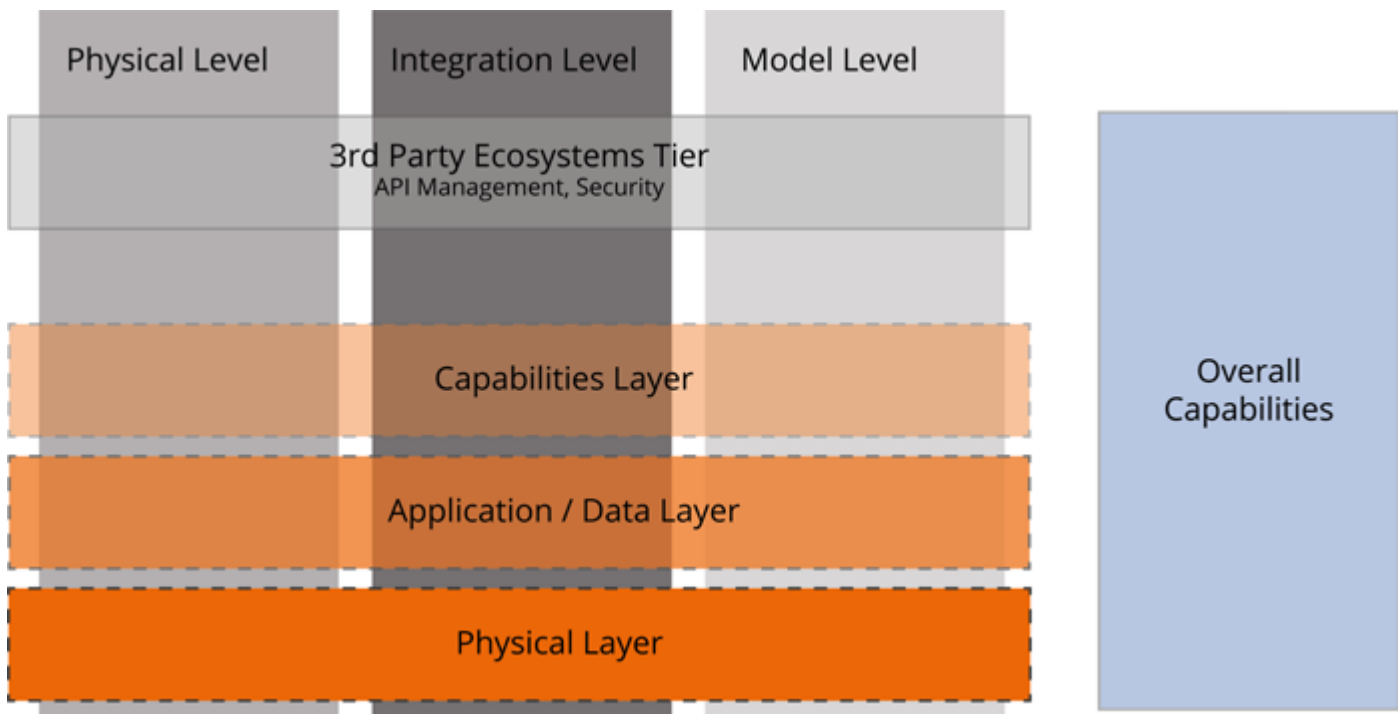 Physical Level
Integration Level
Model Level
3rd Party Ecosystems Tier
API Management, Security
Capabilities Layer
Application / Data Layer
Physical Layer
Overall
Capabilities